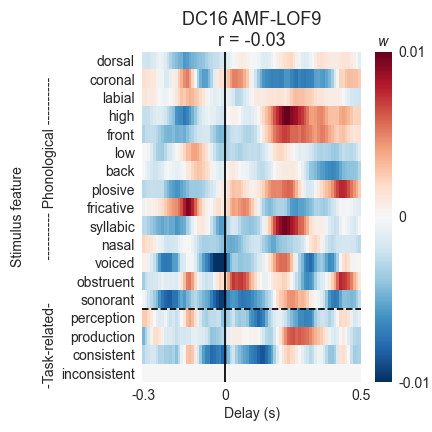 DC16 AMF-LOF9
r = -0.03
w
dorsal
coronal
labial
high
front
low
back
plosive
fricative
syllabic
nasal
voiced
obstruent
sonorant
perception
production
consistent
inconsistent
Stimulus feature
-Task-related- ---------- Phonological ----------
0.01
0
-0.01
-0.3 0 0.5
Delay (s)